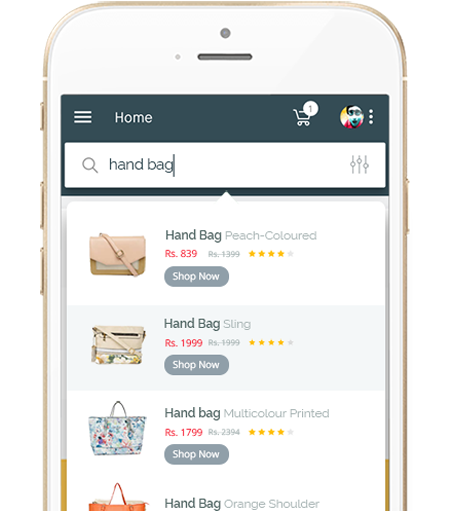 Home
1
hand bag
Hand Bag Peach-Coloured
Rs. 839 Rs. 1399
Shop Now
Hand Bag Sling
Rs. 1999 Rs. 1999
Shop Now
Hand bag Multicolour Printed
Rs. 1799 Rs. 2394
Shop Now
Hand Bag Orange Shoulder